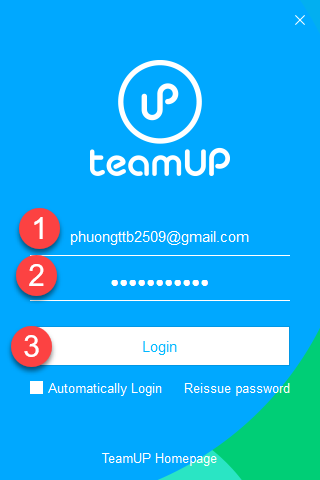 UP
teamUP
1
phuongttb2509@gmail.com
2
•••••••••••
3
Login
Automatically Login
Reissue password
TeamUP Homepage